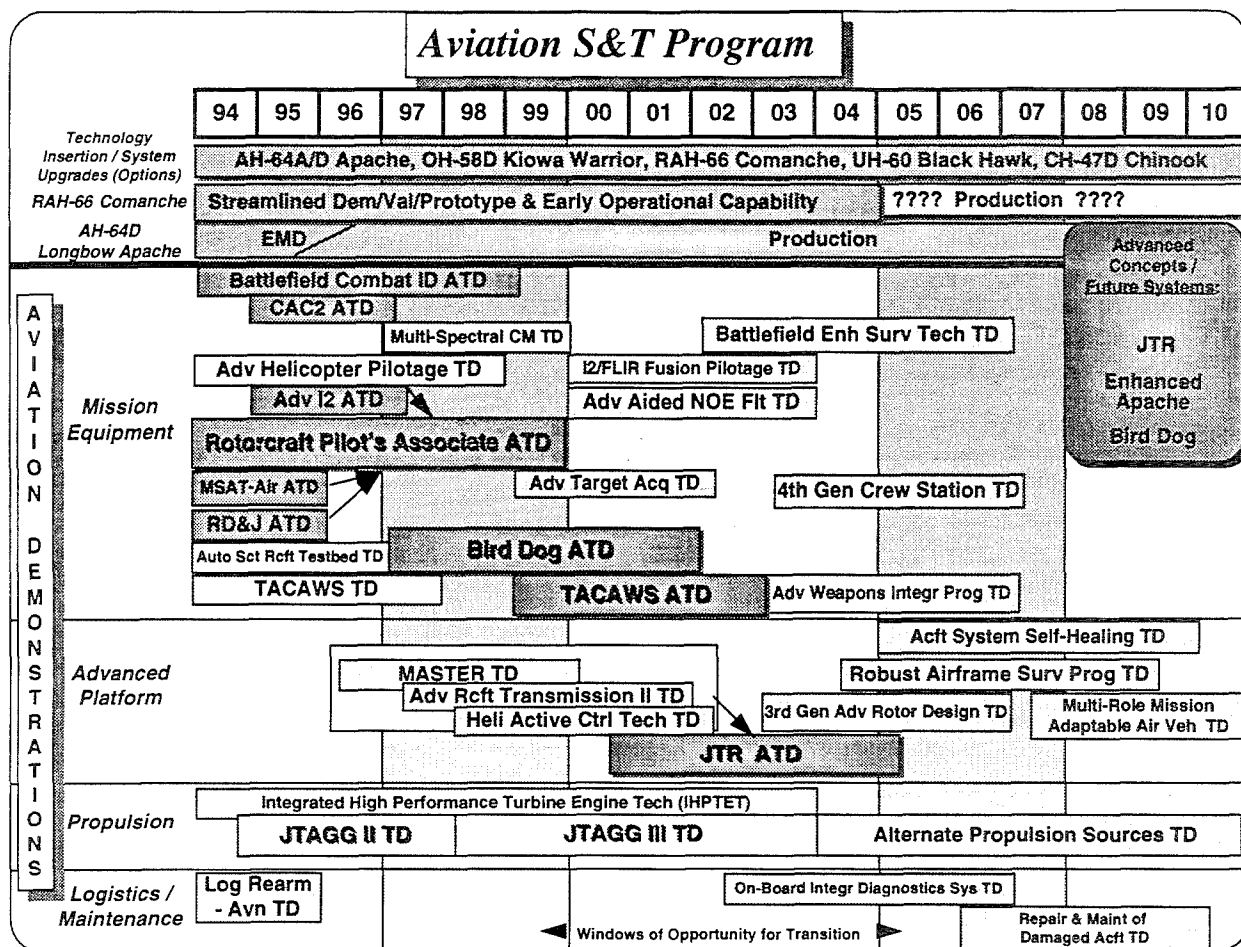 Aviation S&T Program
94 95 96 97 98 99 00 01 02 03 04 05 06 07 08 09 10
Technology
Insertion / System
Upgrades (Options)
AH-64A/D Apache, OH-58D Kiowa Warrior, RAH-66 Comanche, UH-60 Black Hawk, CH-47D Chinook
RAH-66 Comanche
Streamlined Dem/Val/Prototype & Early Operational Capability
???? Production ????
AH-64D
Longbow Apache
EMD
Production
Advanced
Concepts /
Future Systems:
JTR
Enhanced
Apache
Bird Dog
AVIATION DEMONSTRATIONS
Mission
Equipment
Battlefield Combat ID ATD
CAC2 ATD
Multi-Spectral CM TD
Battlefield Enh Surv Tech TD
Adv Helicopter Pilotage TD
I2/FLIR Fusion Pilotage TD
Adv I2 ATD
Adv Aided NOE Flt TD
Rotorcraft Pilot's Associate ATD
MSAT-Air ATD
Adv Target Acq TD
4th Gen Crew Station TD
RD&J ATD
Auto Sct Rcft Testbed TD
Bird Dog ATD
TACAWS TD
TACAWS ATD
Adv Weapons Integr Prog TD
Advanced
Platform
Acft System Self-Healing TD
MASTER TD
Robust Airframe Surv Prog TD
Adv Rcft Transmission II TD
Heli Active Ctrl Tech TD
3rd Gen Adv Rotor Design TD
Multi-Role Mission
Adaptable Air Veh TD
JTR ATD
Propulsion
Integrated High Performance Turbine Engine Tech (IHPTET)
JTAGG II TD
JTAGG III TD
Alternate Propulsion Sources TD
Logistics /
Maintenance
Log Rearm
- Avn TD
On-Board Integr Diagnostics Sys TD
Windows of Opportunity for Transition
Repair & Maint of
Damaged Acft TD